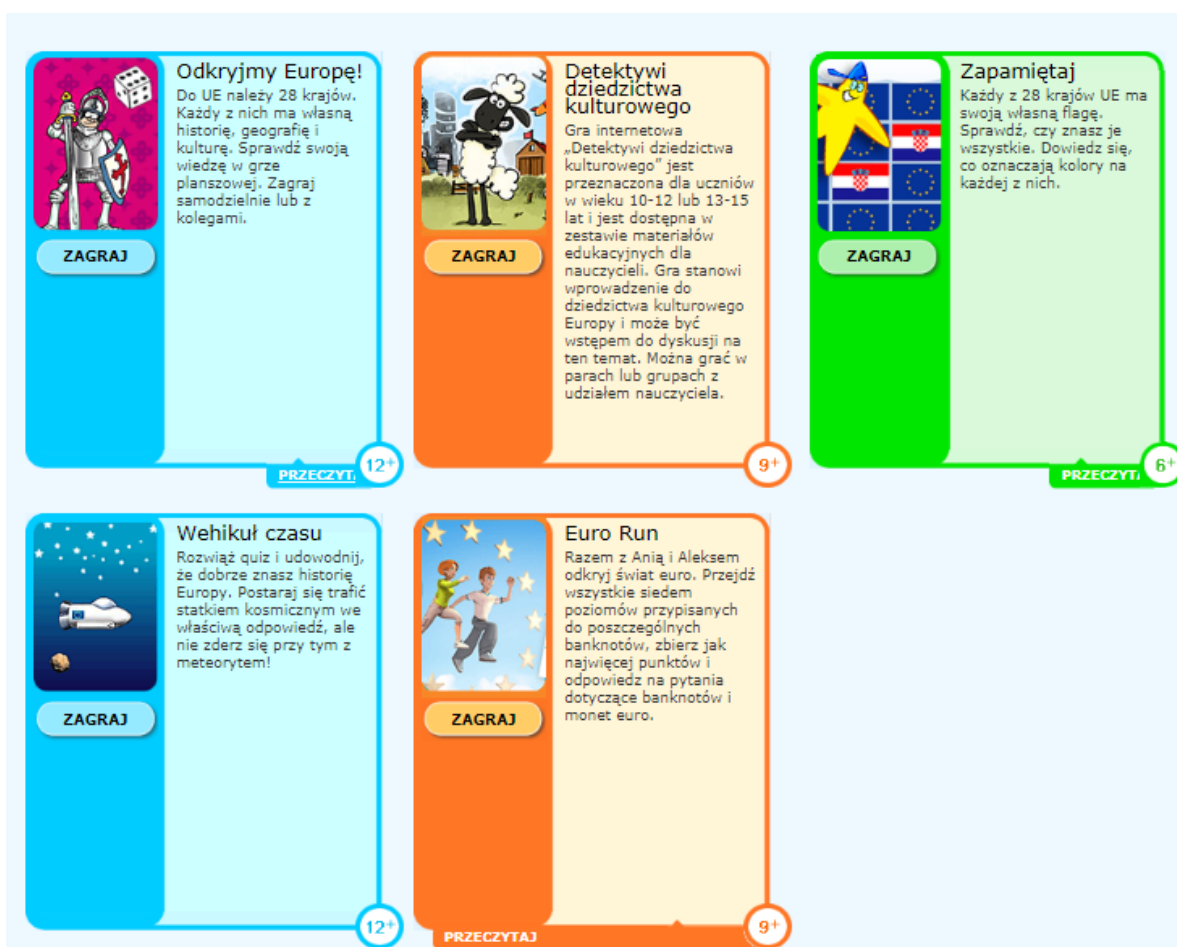 Odkryjmy Europę!
Do UE należy 28 krajów.
Każdy z nich ma własną
historię, geografię i
kulturę. Sprawdź swoją
wiedzę w grze
planszowej. Zagraj
samodzielnie lub z
kolegami.
ZAGRAJ
PRZECZYT
12+
Detektywi
dziedzictwa
kulturowego
Gra internetowa
„Detektywi dziedzictwa
kulturowego” jest
przeznaczona dla uczniów
w wieku 10-12 lub 13-15
lat i jest dostępna w
zestawie materiałów
edukacyjnych dla
nauczycieli. Gra stanowi
wprowadzenie do
dziedzictwa kulturowego
Europy i może być
wstępem do dyskusji na
ten temat. Można grać w
parach lub grupach z
udziałem nauczyciela.
ZAGRAJ
9+
Zapamiętaj
Każdy z 28 krajów UE ma
swoją własną flagę.
Sprawdź, czy znasz je
wszystkie. Dowiedz się,
co oznaczają kolory na
każdej z nich.
ZAGRAJ
PRZECZYT
6+
Wehikuł czasu
Rozwiąż quiz i udowodnij,
że dobrze znasz historię
Europy. Postaraj się trafić
statkiem kosmicznym we
właściwą odpowiedź, ale
nie zderz się przy tym z
meteorytem!
ZAGRAJ
12+
Euro Run
Razem z Anią i Aleksem
odkryj świat euro. Przejdź
wszystkie siedem
poziomów przypisanych
do poszczególnych
banknotów, zbierz jak
najwięcej punktów i
odpowiedz na pytania
dotyczące banknotów i
monet euro.
ZAGRAJ
PRZECZYTAJ
9+